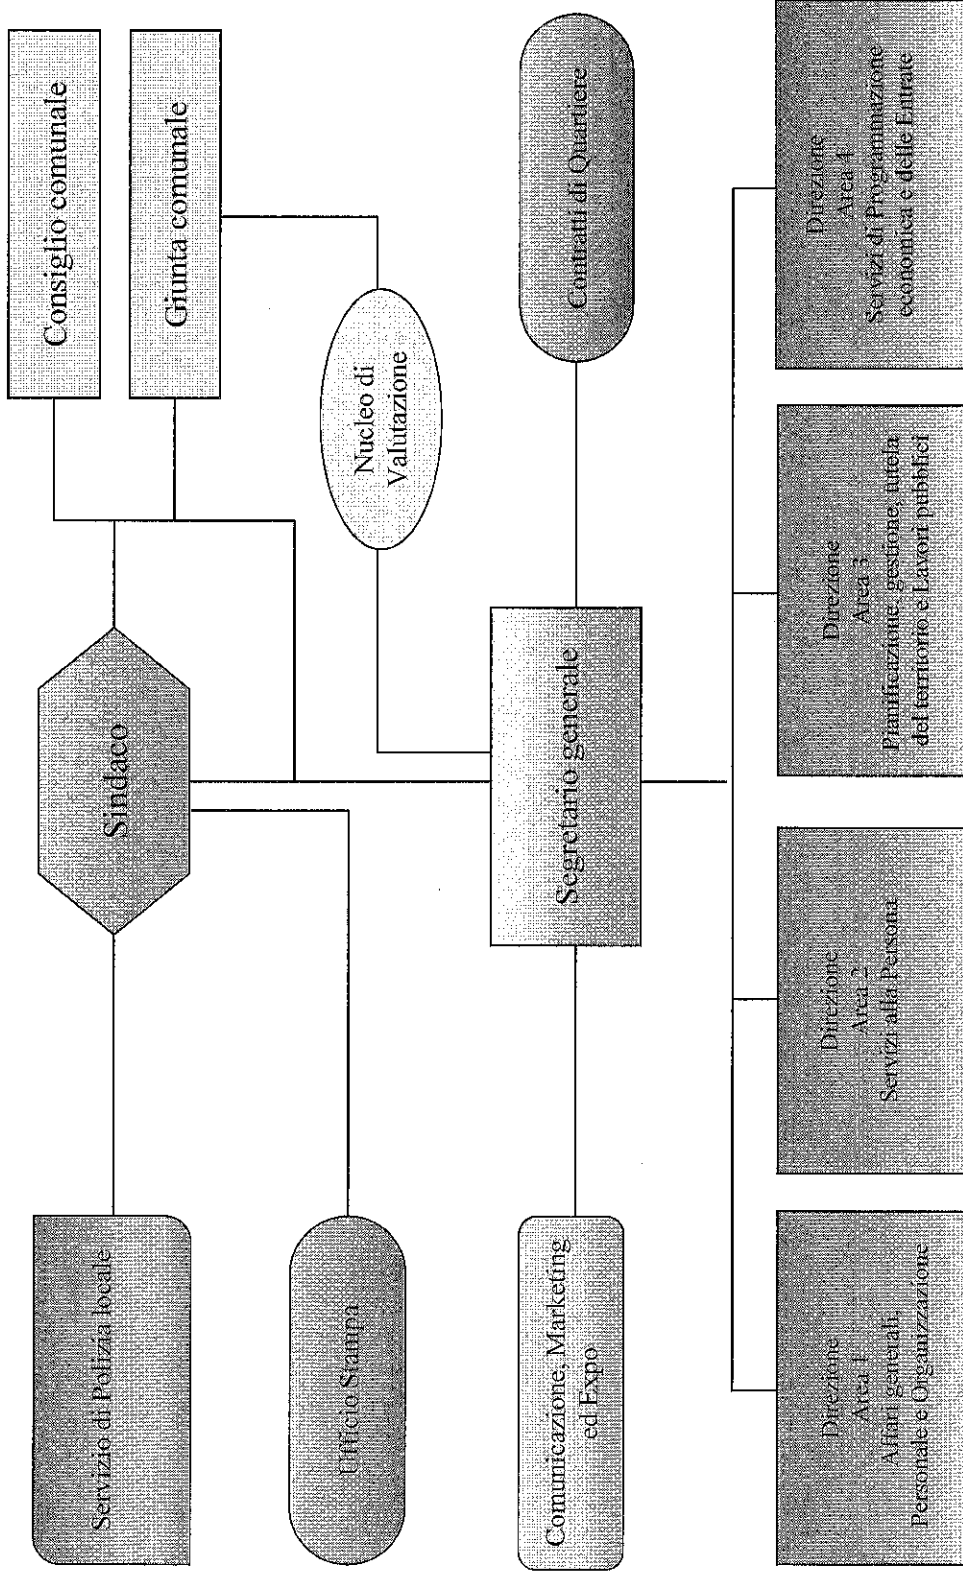 Servizio di Polizia locale
Sindaco
Consiglio comunale
Giunta comunale
Ufficio Stampa
Nucleo di
Valutazione
Comunicazione, Marketing
ed Expo
Segretario generale
Contratti di Quartiere
Direzione
Area 1
Affari generali,
Personale e Organizzazione
Direzione
Area 2
Servizi alla Persona
Direzione
Area 3
Pianificazione, gestione, tutela
del territorio e Lavori pubblici
Direzione
Area 4
Servizi di Programmazione
economica e delle Entrate